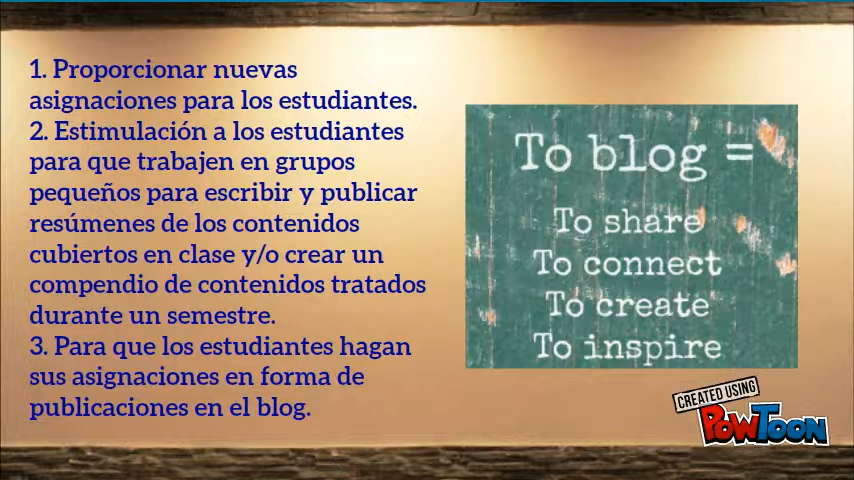 1. Proporcionar nuevas
asignaciones para los estudiantes.
2. Estimulación a los estudiantes
para que trabajen en grupos
pequeños para escribir y publicar
resúmenes de los contenidos
cubiertos en clase y/o crear un
compendio de contenidos tratados
durante un semestre.
3. Para que los estudiantes hagan
sus asignaciones en forma de
publicaciones en el blog.
To blog =
To share
To connect
To create
To inspire
CREATED USING
POWTOON